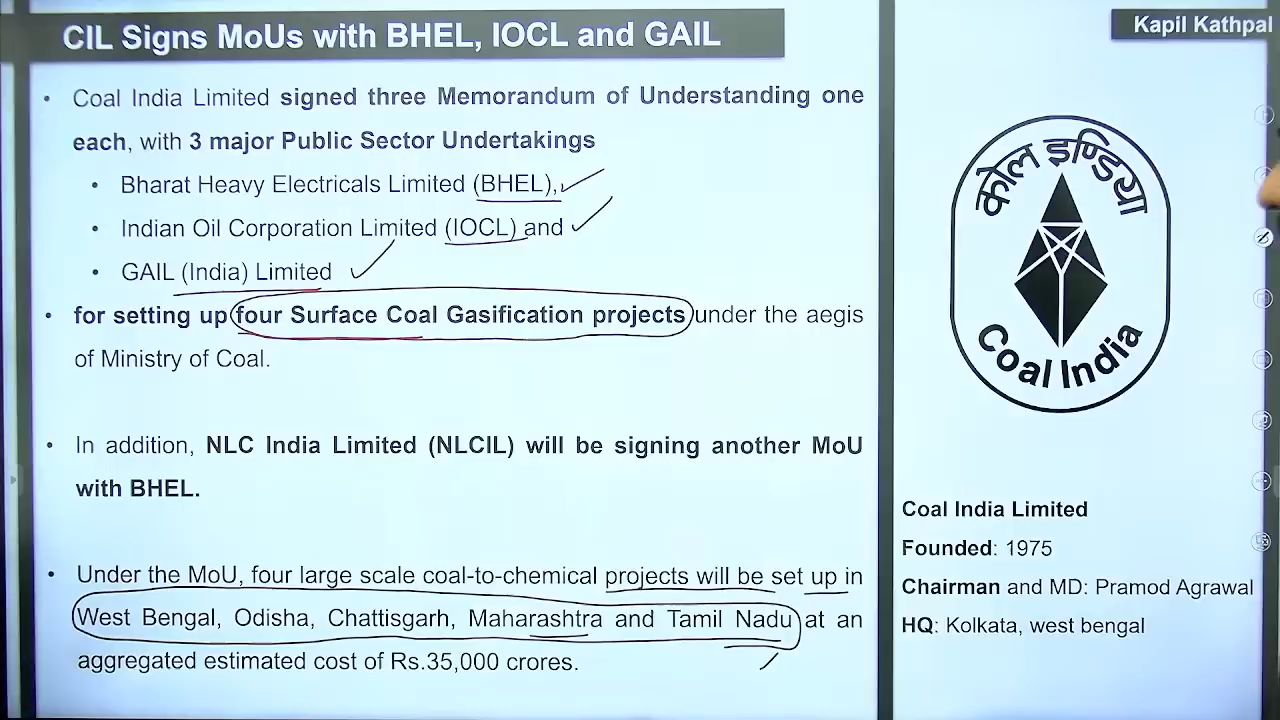 CIL Signs MoUs with BHEL, IOCL and GAIL
Kapil Kathpal
• Coal India Limited signed three Memorandum of Understanding one
each, with 3 major Public Sector Undertakings
• Bharat Heavy Electricals Limited (BHEL),
• Indian Oil Corporation Limited (IOCL) and
• GAIL (India) Limited
• for setting up four Surface Coal Gasification projects under the aegis
of Ministry of Coal.
• In addition, NLC India Limited (NLCIL) will be signing another MoU
with BHEL.
• Under the MoU, four large scale coal-to-chemical projects will be set up in
West Bengal, Odisha, Chattisgarh, Maharashtra and Tamil Nadu at an
aggregated estimated cost of Rs.35,000 crores.
कोल इण्डिया
Coal India
Coal India Limited
Founded: 1975
Chairman and MD: Pramod Agrawal
HQ: Kolkata, west bengal